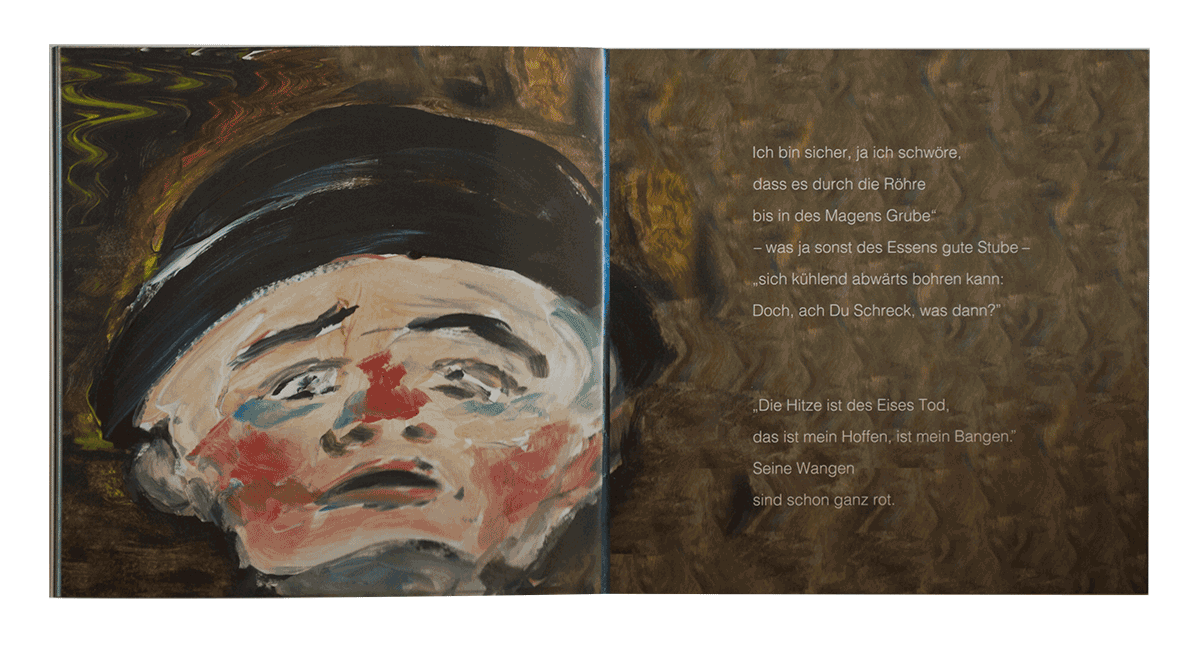 Ich bin sicher, ja ich schwöre,
dass es durch die Röhre
bis in des Magens Grube“
– was ja sonst des Essens gute Stube –
„sich kühlend abwärts bohren kann:
Doch, ach Du Schreck, was dann?”
„Die Hitze ist des Eises Tod,
das ist mein Hoffen, ist mein Bangen.”
Seine Wangen
sind schon ganz rot.